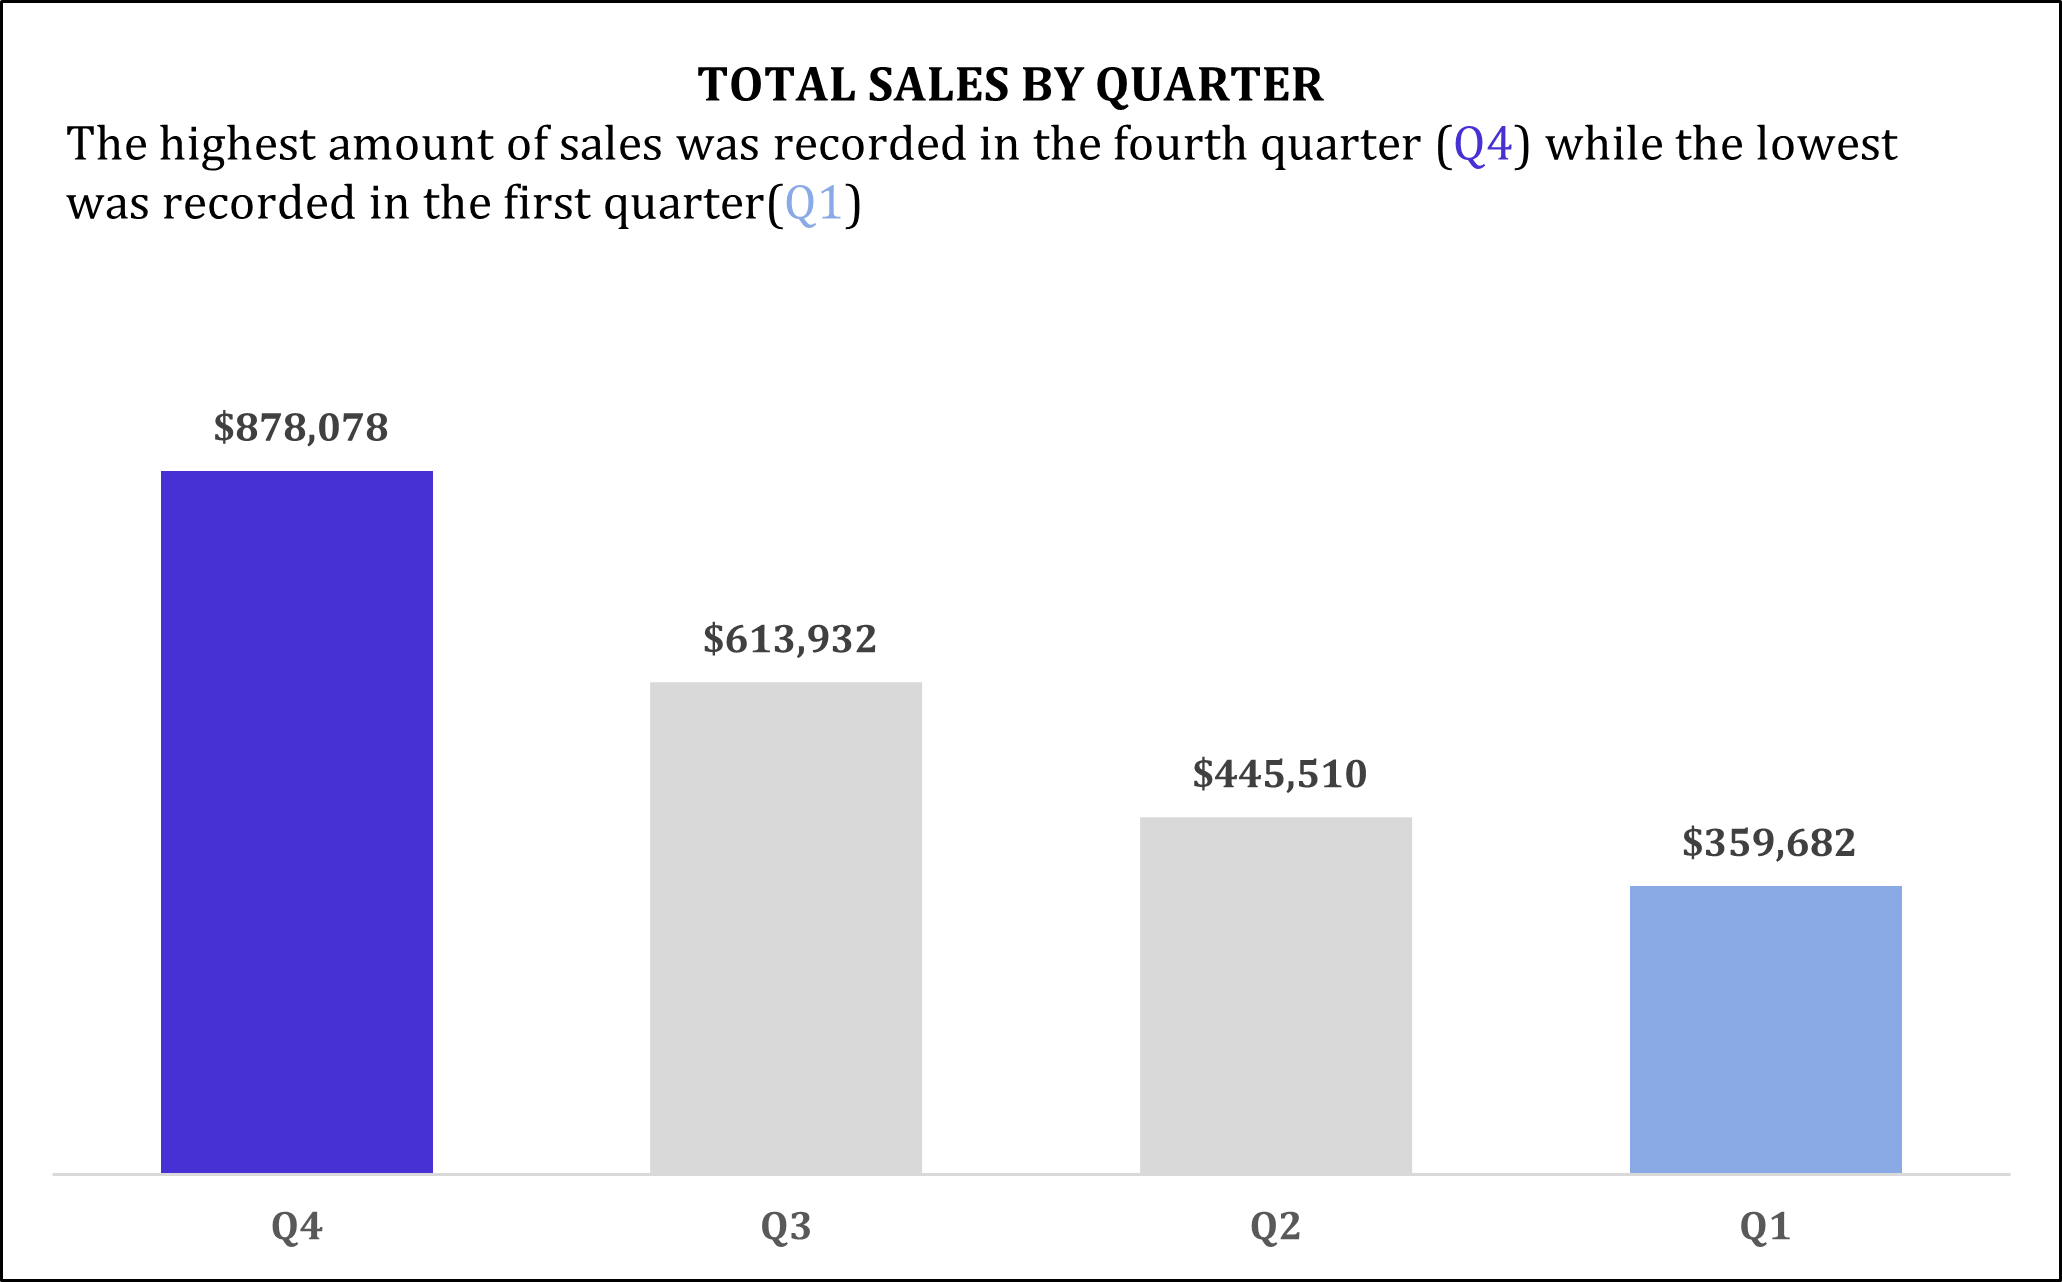 TOTAL SALES BY QUARTER
The highest amount of sales was recorded in the fourth quarter (Q4) while the lowest
was recorded in the first quarter(Q1)
$878,078
$613,932
$445,510
$359,682
Q4
Q3
Q2
Q1